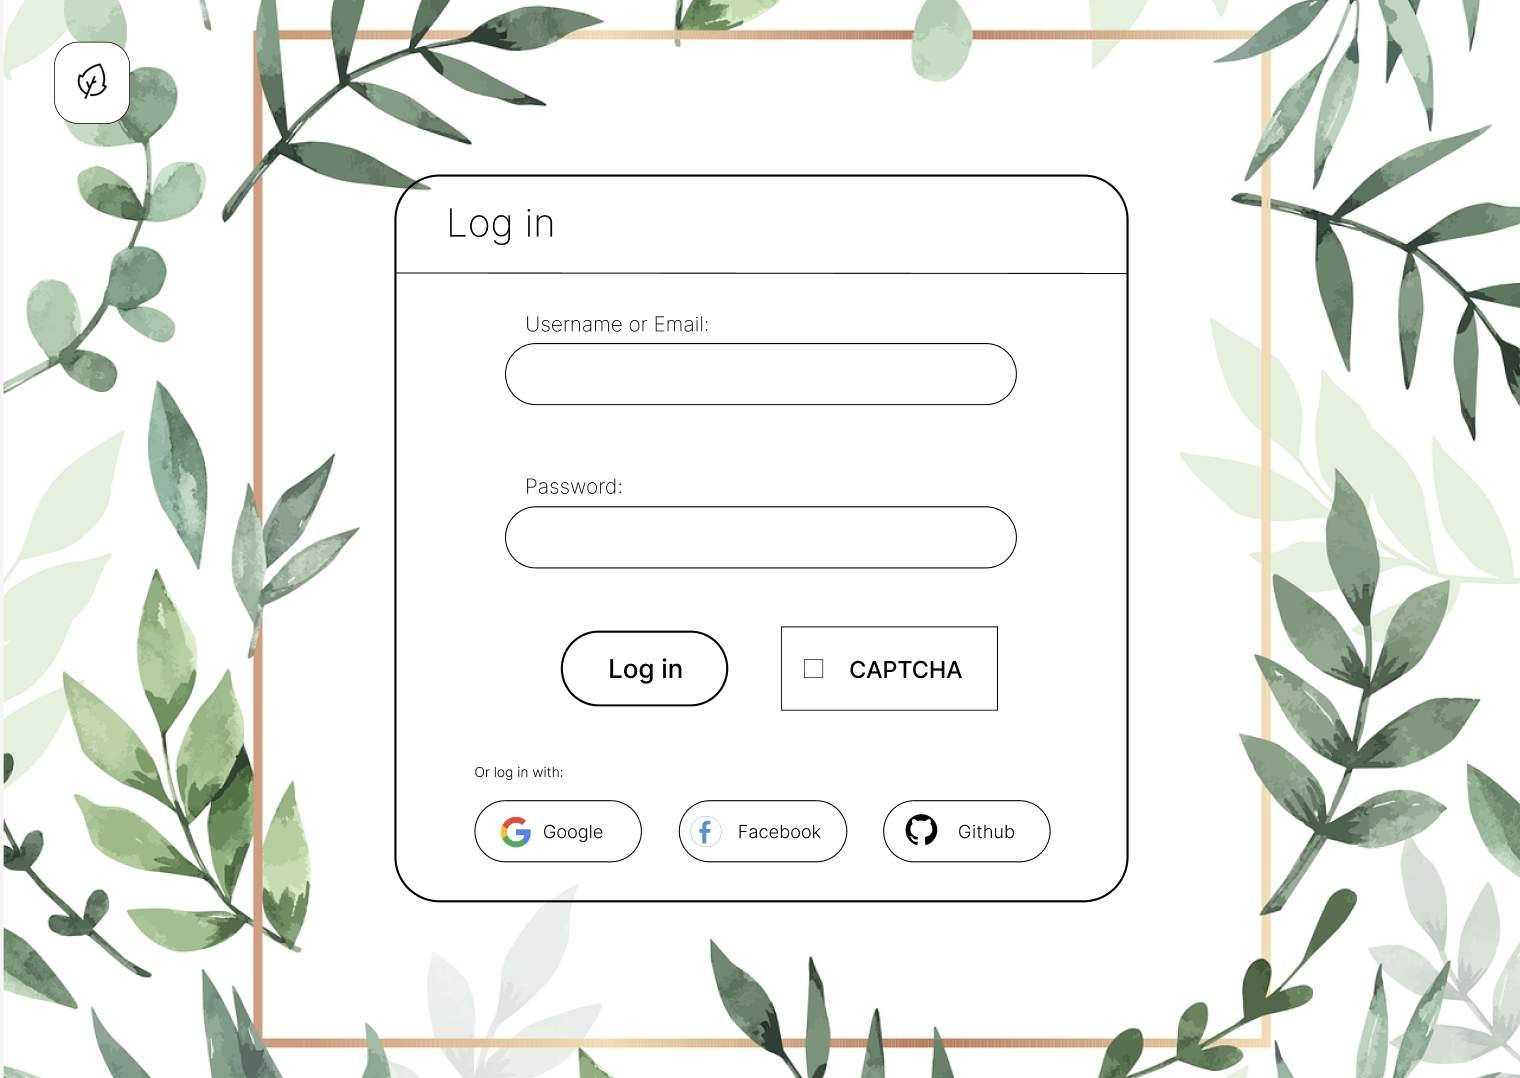 Log in
Username or Email:
Password:
Log in
CAPTCHA
Or log in with:
Google
Facebook
Github